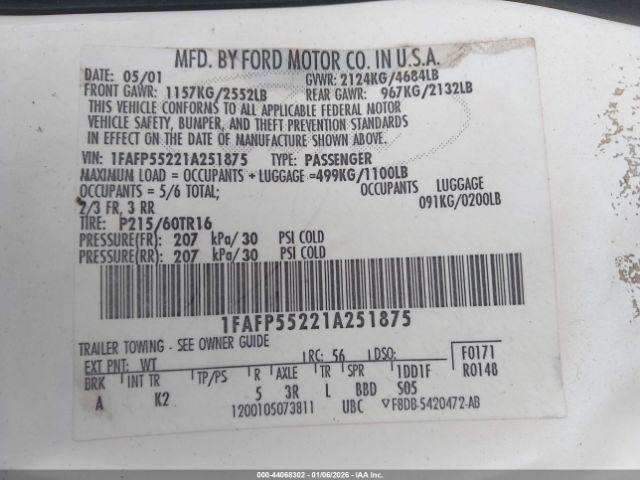 MFD. BY FORD MOTOR CO. IN U.S.A.
DATE: 05/01 GVWR: 2124KG/4684LB
FRONT GAWR: 1157KG/2552LB REAR GAWR: 967KG/2132LB
THIS VEHICLE CONFORMS TO ALL APPLICABLE FEDERAL MOTOR
VEHICLE SAFETY, BUMPER, AND THEFT PREVENTION STANDARDS
IN EFFECT ON THE DATE OF MANUFACTURE SHOWN ABOVE.
VIN: 1FAFP55221A251875 TYPE: PASSENGER
MAXIMUM LOAD = OCCUPANTS + LUGGAGE =499KG/1100LB
OCCUPANTS = 5/6 TOTAL; OCCUPANTS LUGGAGE
2/3 FR, 3 RR 091KG/0200LB
TIRE: P215/60TR16
PRESSURE(FR): 207 kPa/30 PSI COLD
PRESSURE(RR): 207 kPa/30 PSI COLD
1FAFP55221A251875
TRAILER TOWING - SEE OWNER GUIDE
EXT PNT: WT RC: 56 DSO: F0171
BRK INT TR TP/PS R AXLE TR SPR 1DD1F R0148
A K2 5 3R L BBD S05
1200105073811 UBC ▽F8DB-5420472-AB
000-44068302 - 01/06/2026 - IAA Inc. Copart